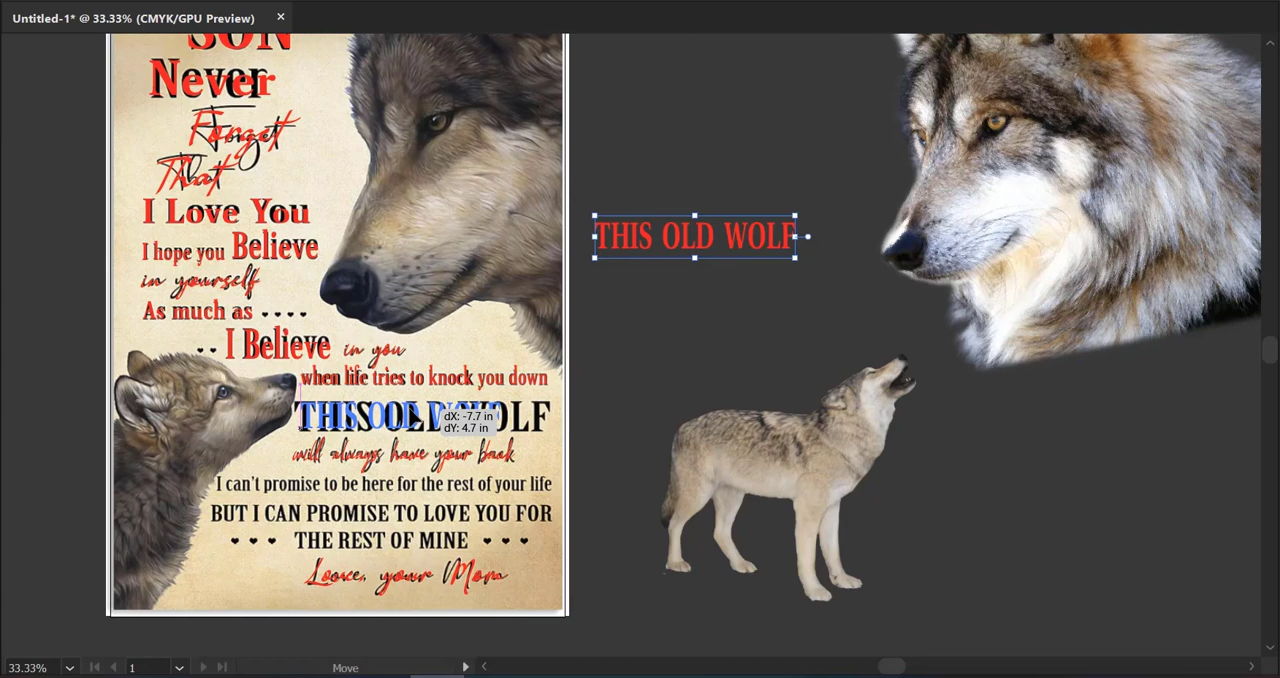 Untitled-1* @ 33.33% (CMYK/GPU Preview) ×
SON
Never
Forget
That
I Love You
I hope you Believe
in yourself
As much as
I Believe in you
when life tries to knock you down
THIS OLD WOLF
THIS OLD WOLF
dX: -7.7 in
dY: 4.7 in
will always have your back
I can't promise to be here for the rest of your life
BUT I CAN PROMISE TO LOVE YOU FOR
THE REST OF MINE
Love, your Mom
33.33% 1 Move